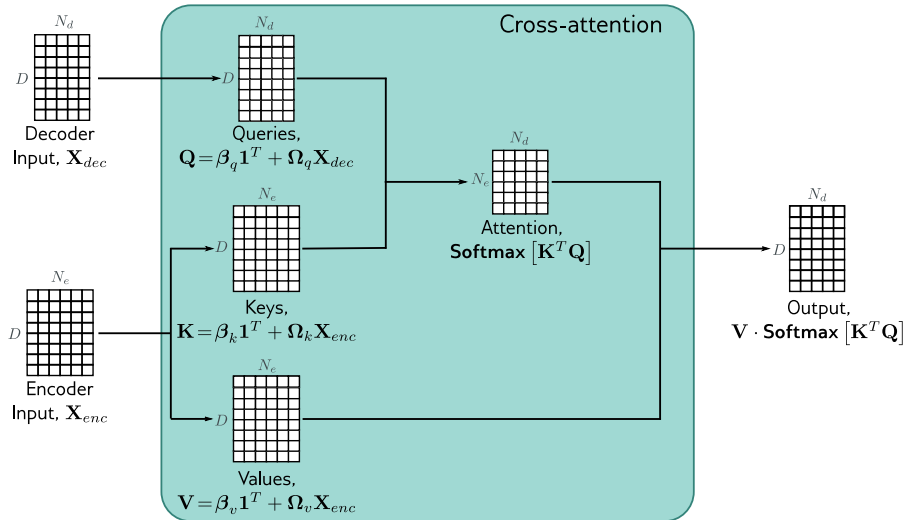 Cross-attention
N_d
D
Decoder
Input, X_dec
N_d
D
Queries,
Q = β_q 1^T + Ω_q X_dec
N_e
D
Keys,
K = β_k 1^T + Ω_k X_enc
N_e
D
Encoder
Input, X_enc
N_e
D
Values,
V = β_v 1^T + Ω_v X_enc
N_d
N_e
Attention,
Softmax [K^T Q]
N_d
D
Output,
V · Softmax [K^T Q]